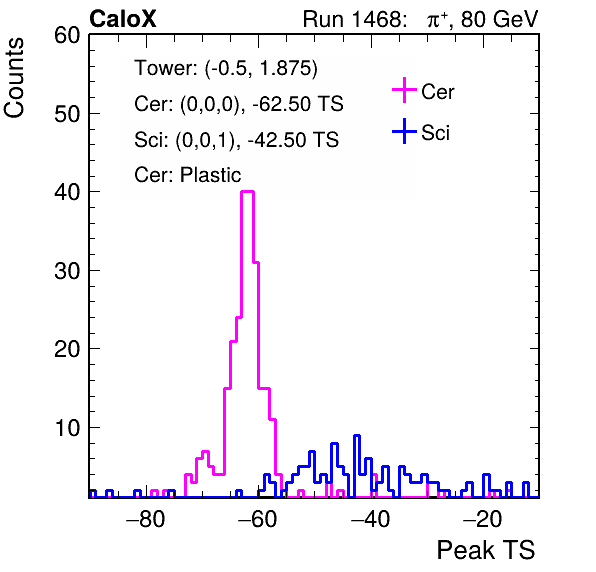 CaloX Run 1468: π⁺, 80 GeV
Counts
60
50
40
30
20
10
Tower: (-0.5, 1.875)
Cer: (0,0,0), -62.50 TS
Sci: (0,0,1), -42.50 TS
Cer: Plastic
Cer
Sci
−80 −60 −40 −20
Peak TS